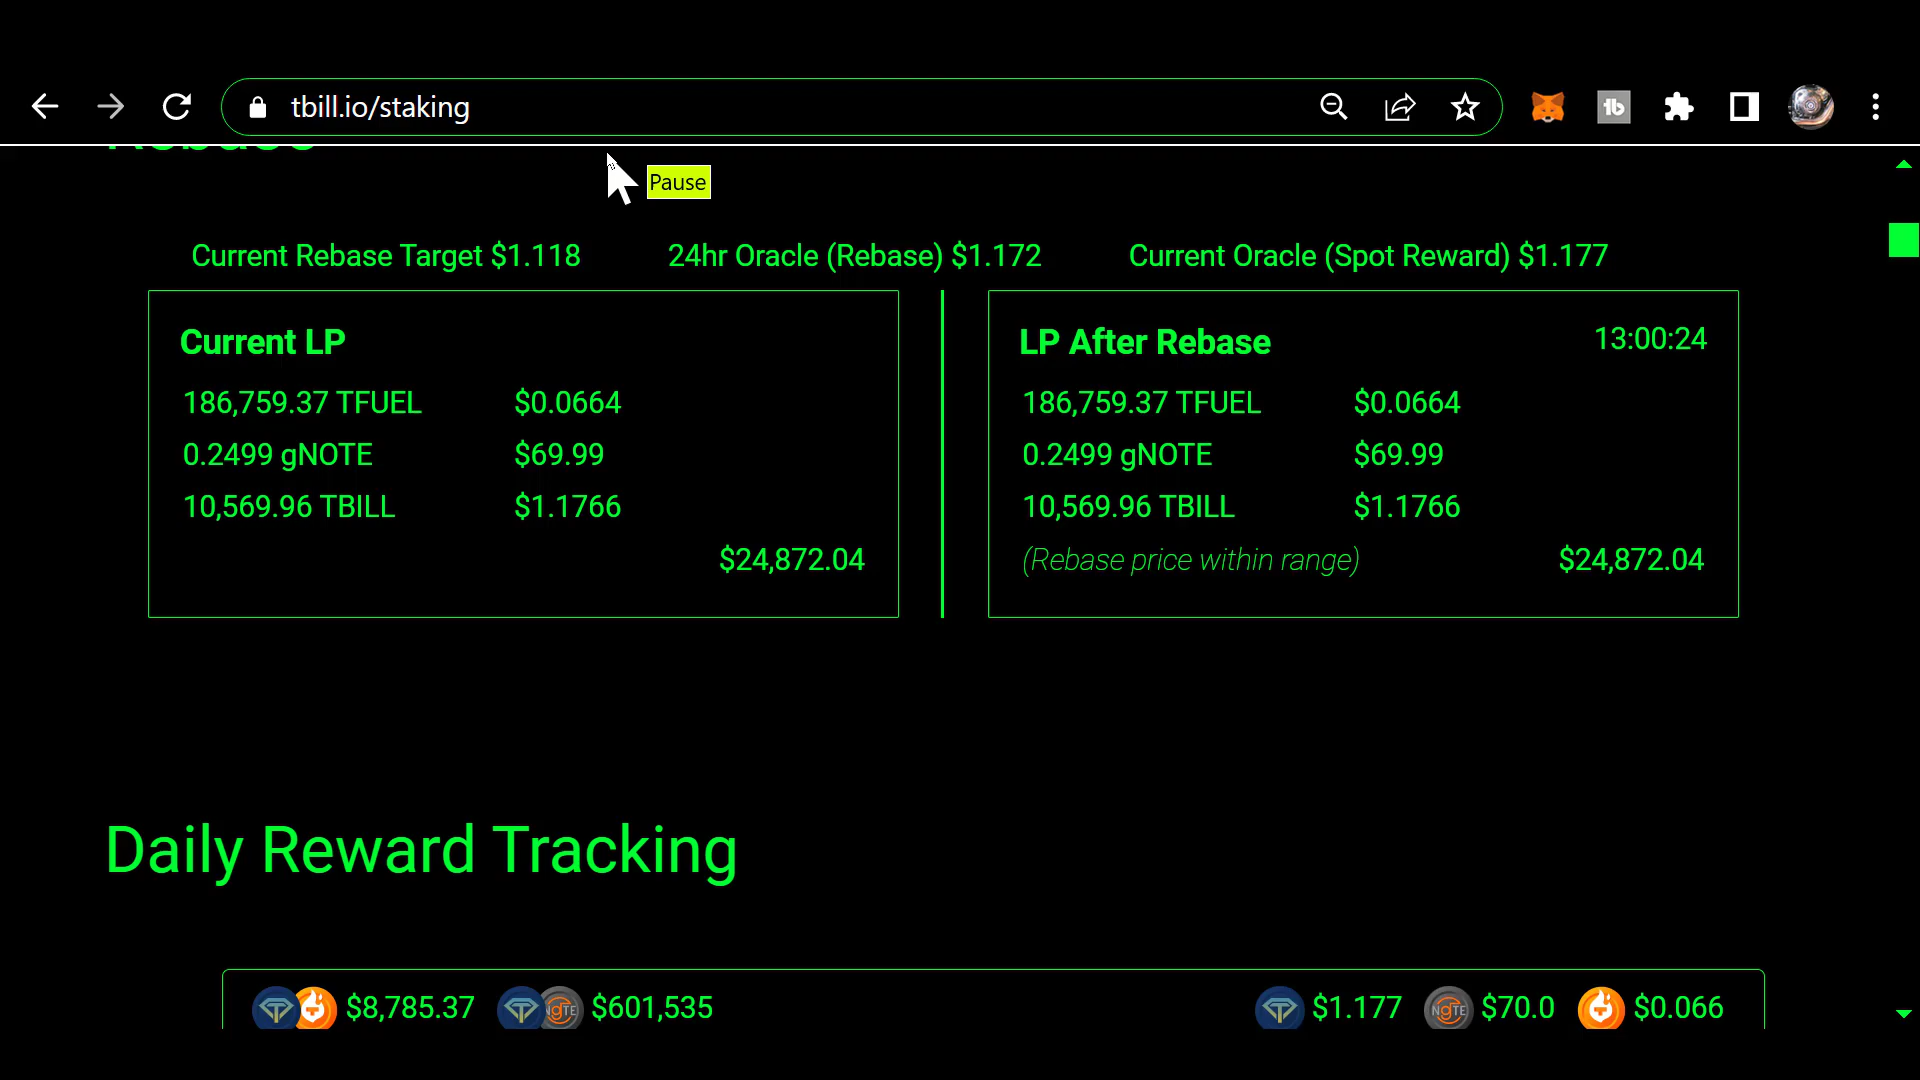 tbill.io/staking
Rebase
Pause
Current Rebase Target $1.118 24hr Oracle (Rebase) $1.172 Current Oracle (Spot Reward) $1.177
Current LP
186,759.37 TFUEL $0.0664
0.2499 gNOTE $69.99
10,569.96 TBILL $1.1766
$24,872.04
LP After Rebase 13:00:24
186,759.37 TFUEL $0.0664
0.2499 gNOTE $69.99
10,569.96 TBILL $1.1766
(Rebase price within range) $24,872.04
Daily Reward Tracking
$8,785.37 $601,535 $1.177 $70.0 $0.066